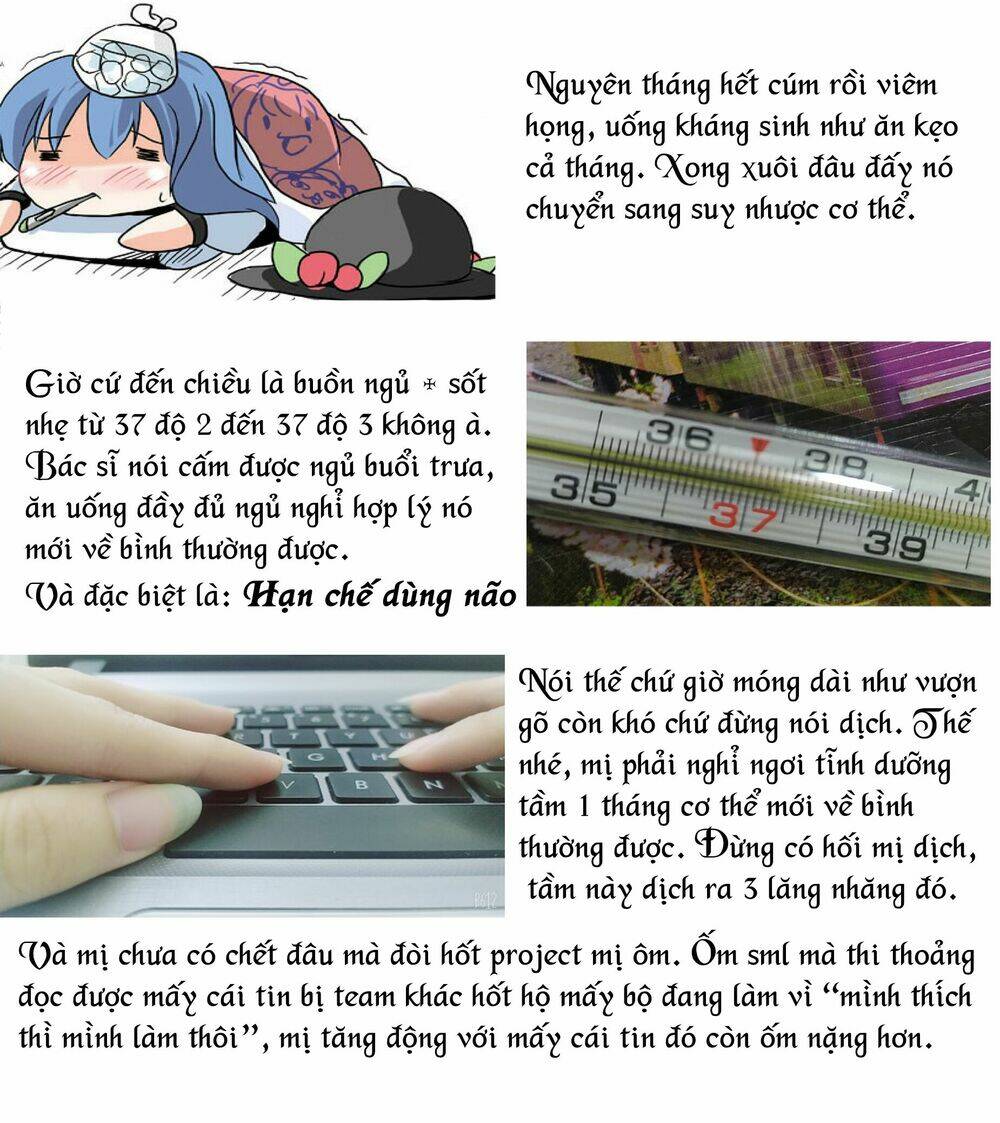 Nguyên tháng hết cúm rồi viêm
họng, uống kháng sinh như ăn kẹo
cả tháng. Xong xuôi đâu đấy nó
chuyển sang suy nhược cơ thể.
Giờ cứ đến chiều là buồn ngủ + sốt
nhẹ từ 37 độ 2 đến 37 độ 3 không à.
Bác sĩ nói cấm được ngủ buổi trưa,
ăn uống đầy đủ ngủ nghỉ hợp lý nó
mới về bình thường được.
Và đặc biệt là: Hạn chế dùng não
36 38 40
35 37 39
G H
V B N
B612
Nói thế chứ giờ móng dài như vượn
gõ còn khó chứ đừng nói dịch. Thế
nhé, mị phải nghỉ ngơi tĩnh dưỡng
tầm 1 tháng cơ thể mới về bình
thường được. Đừng có hối mị dịch,
tầm này dịch ra 3 lăng nhăng đó.
Và mị chưa có chết đâu mà đòi hốt project mị ôm. Ốm sml mà thi thoảng
đọc được mấy cái tin bị team khác hốt hộ mấy bộ đang làm vì “mình thích
thì mình làm thôi”, mị tăng động với mấy cái tin đó còn ốm nặng hơn.